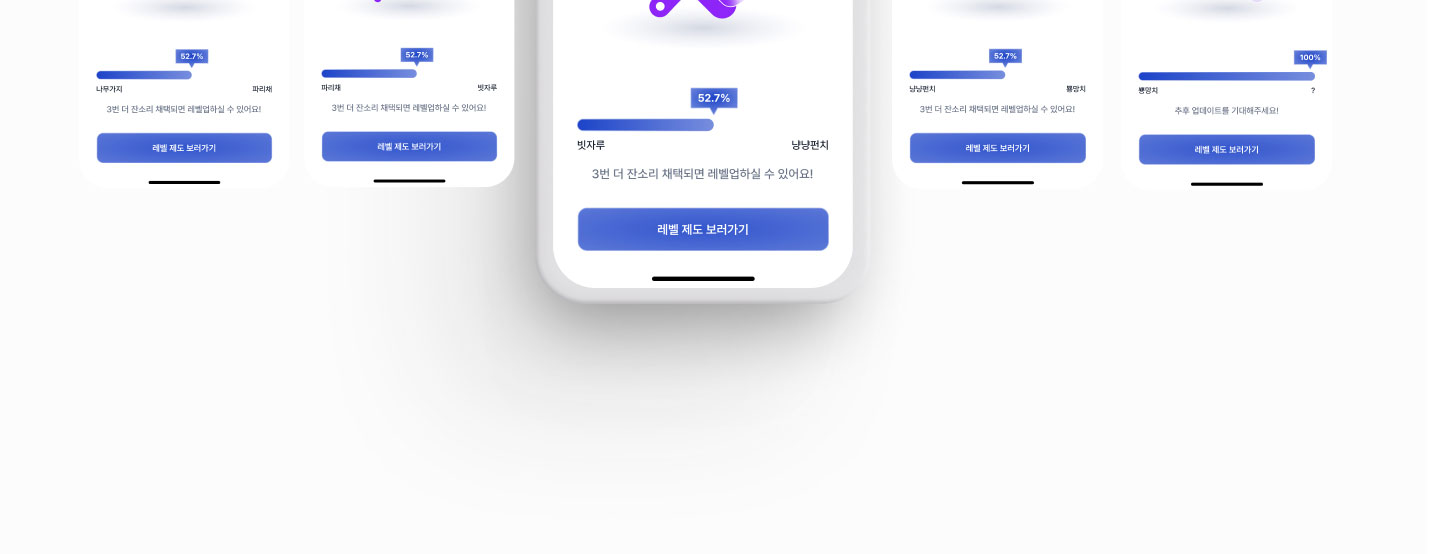 52.7%
나무가지 파리채
3번 더 잔소리 채택되면 레벨업하실 수 있어요!
레벨 제도 보러가기
52.7%
파리채 빗자루
3번 더 잔소리 채택되면 레벨업하실 수 있어요!
레벨 제도 보러가기
52.7%
빗자루 냥냥펀치
3번 더 잔소리 채택되면 레벨업하실 수 있어요!
레벨 제도 보러가기
52.7%
냥냥펀치 뿅망치
3번 더 잔소리 채택되면 레벨업하실 수 있어요!
레벨 제도 보러가기
100%
뿅망치 ?
추후 업데이트를 기대해주세요!
레벨 제도 보러가기